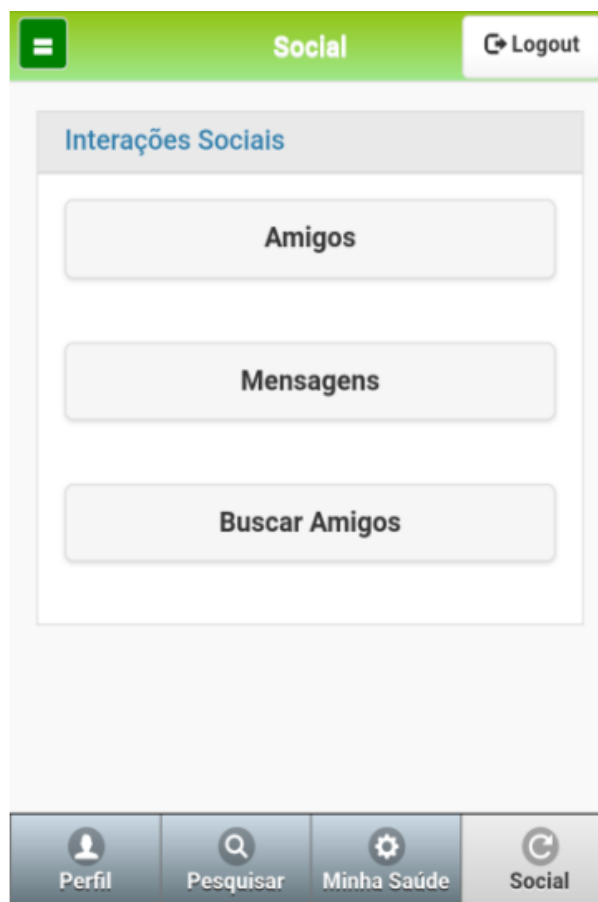 Social
Logout
Interações Sociais
Amigos
Mensagens
Buscar Amigos
Perfil
Pesquisar
Minha Saúde
Social